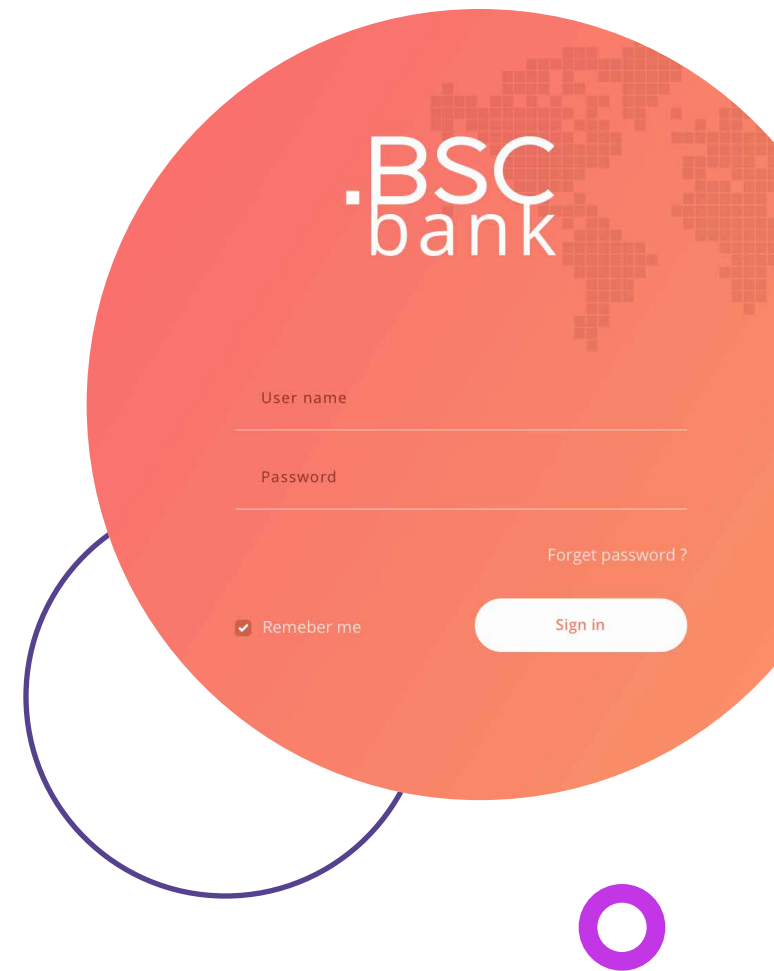 .BSC
bank
User name
Password
Forget password ?
Remeber me
Sign in